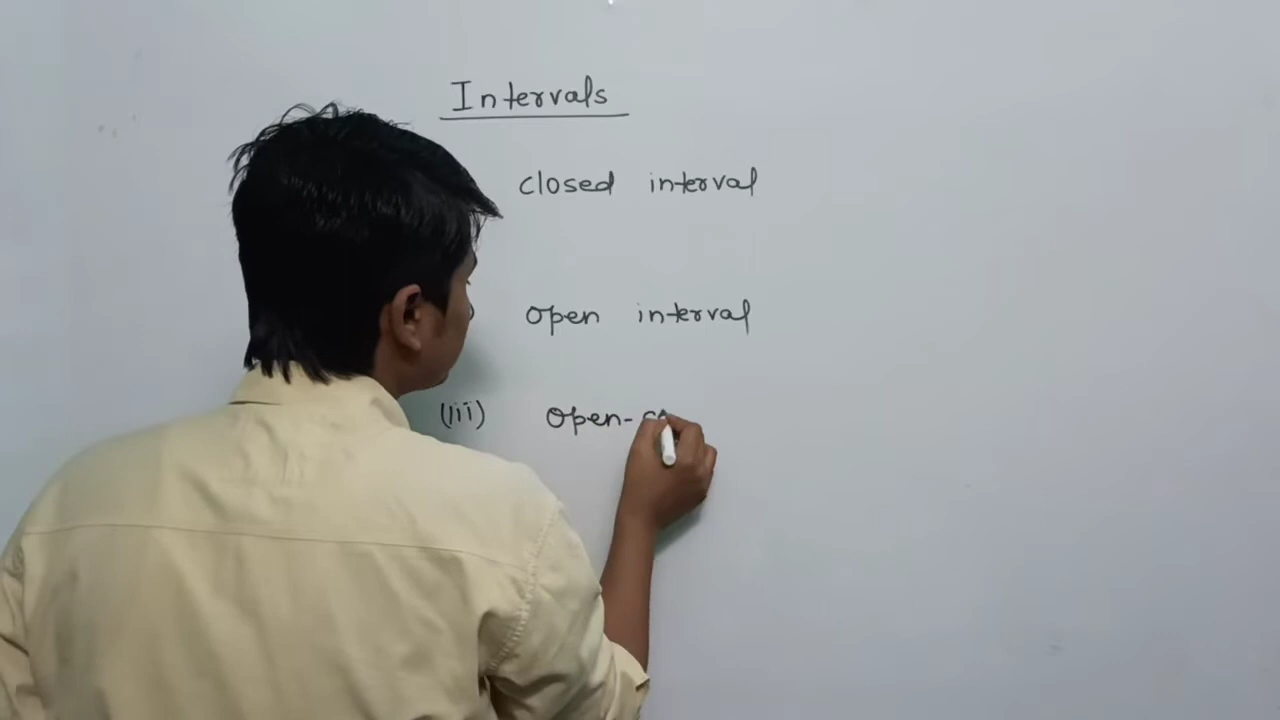 Intervals
closed interval
open interval
(iii) open-